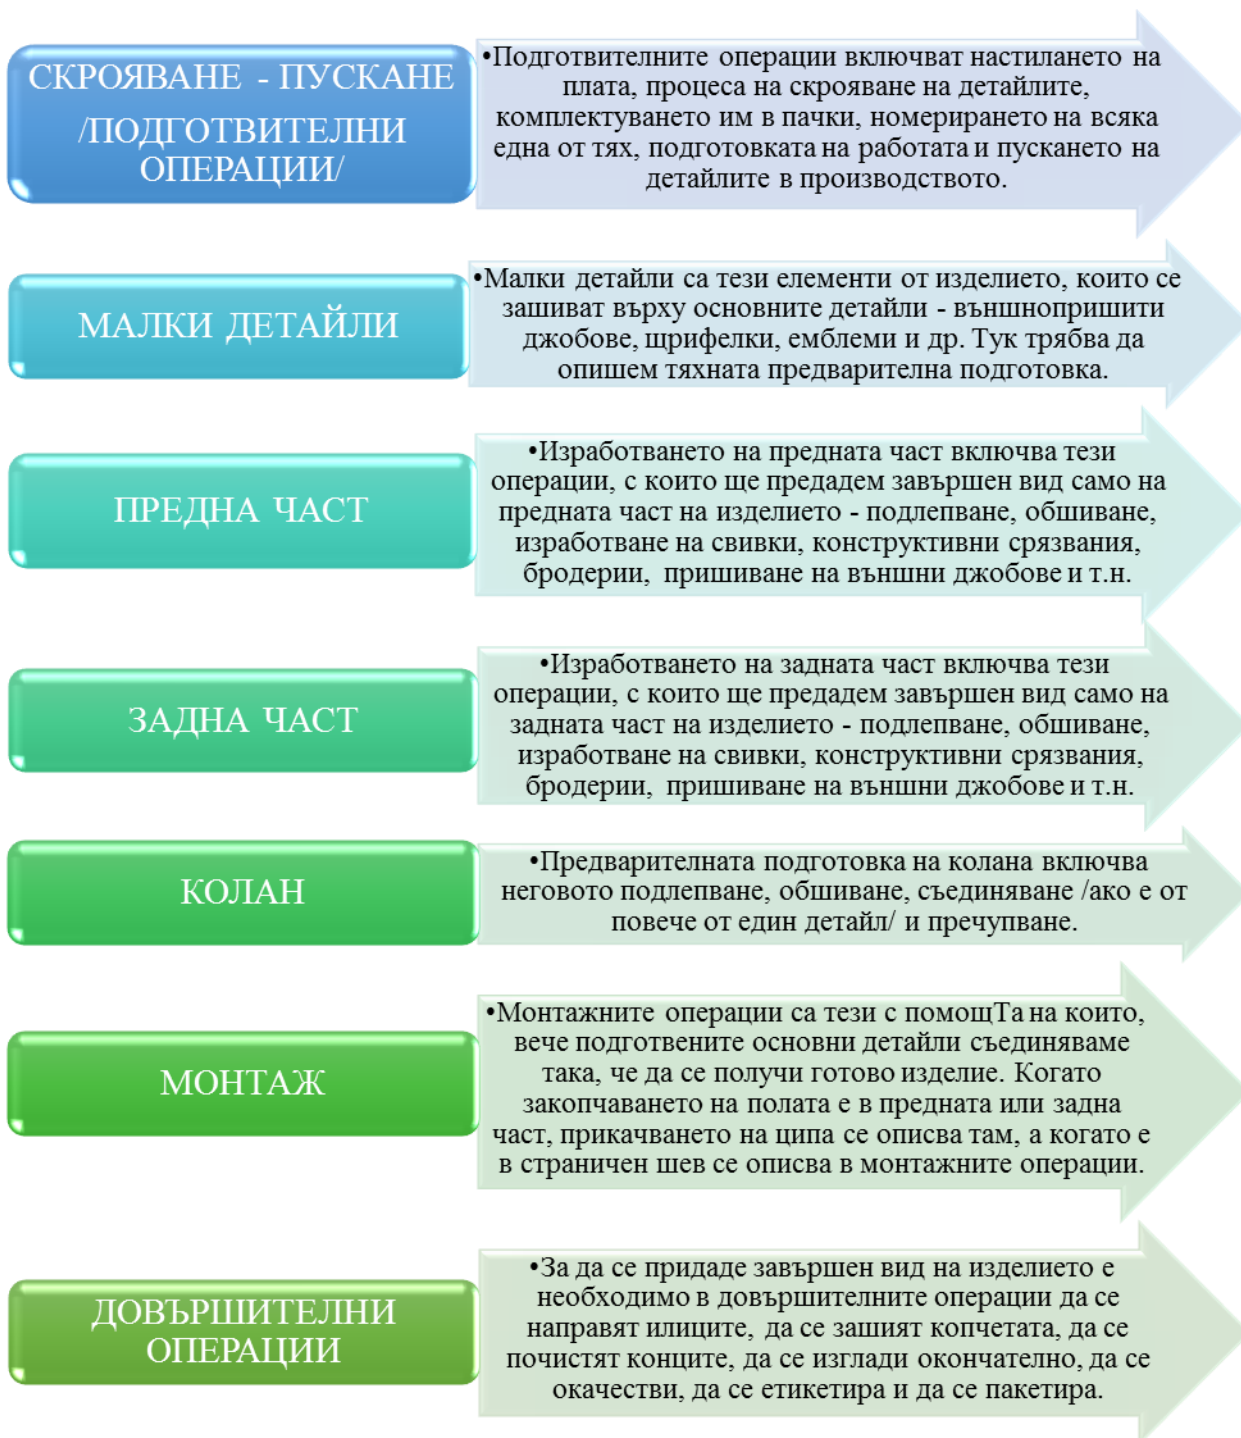 СКРОЯВАНЕ - ПУСКАНЕ
/ПОДГОТВИТЕЛНИ
ОПЕРАЦИИ/
•Подготвителните операции включват настилането на
плата, процеса на скрояване на детайлите,
комплектуването им в пачки, номерирането на всяка
една от тях, подготовката на работата и пускането на
детайлите в производството.
МАЛКИ ДЕТАЙЛИ
•Малки детайли са тези елементи от изделието, които се
зашиват върху основните детайли - външнопришити
джобове, щрифелки, емблеми и др. Тук трябва да
опишем тяхната предварителна подготовка.
ПРЕДНА ЧАСТ
•Изработването на предната част включва тези
операции, с които ще предадем завършен вид само на
предната част на изделието - подлепване, обшиване,
изработване на свивки, конструктивни срязвания,
бродерии, пришиване на външни джобове и т.н.
ЗАДНА ЧАСТ
•Изработването на задната част включва тези
операции, с които ще предадем завършен вид само на
задната част на изделието - подлепване, обшиване,
изработване на свивки, конструктивни срязвания,
бродерии, пришиване на външни джобове и т.н.
КОЛАН
•Предварителната подготовка на колана включва
неговото подлепване, обшиване, съединяване /ако е от
повече от един детайл/ и пречупване.
МОНТАЖ
•Монтажните операции са тези с помощТа на които,
вече подготвените основни детайли съединяваме
така, че да се получи готово изделие. Когато
закопчаването на полата е в предната или задна
част, прикачването на ципа се описва там, а когато е
в страничен шев се описва в монтажните операции.
ДОВЪРШИТЕЛНИ
ОПЕРАЦИИ
•За да се придаде завършен вид на изделието е
необходимо в довършителните операции да се
направят илиците, да се зашият копчетата, да се
почистят конците, да се изглади окончателно, да се
окачестви, да се етикетира и да се пакетира.